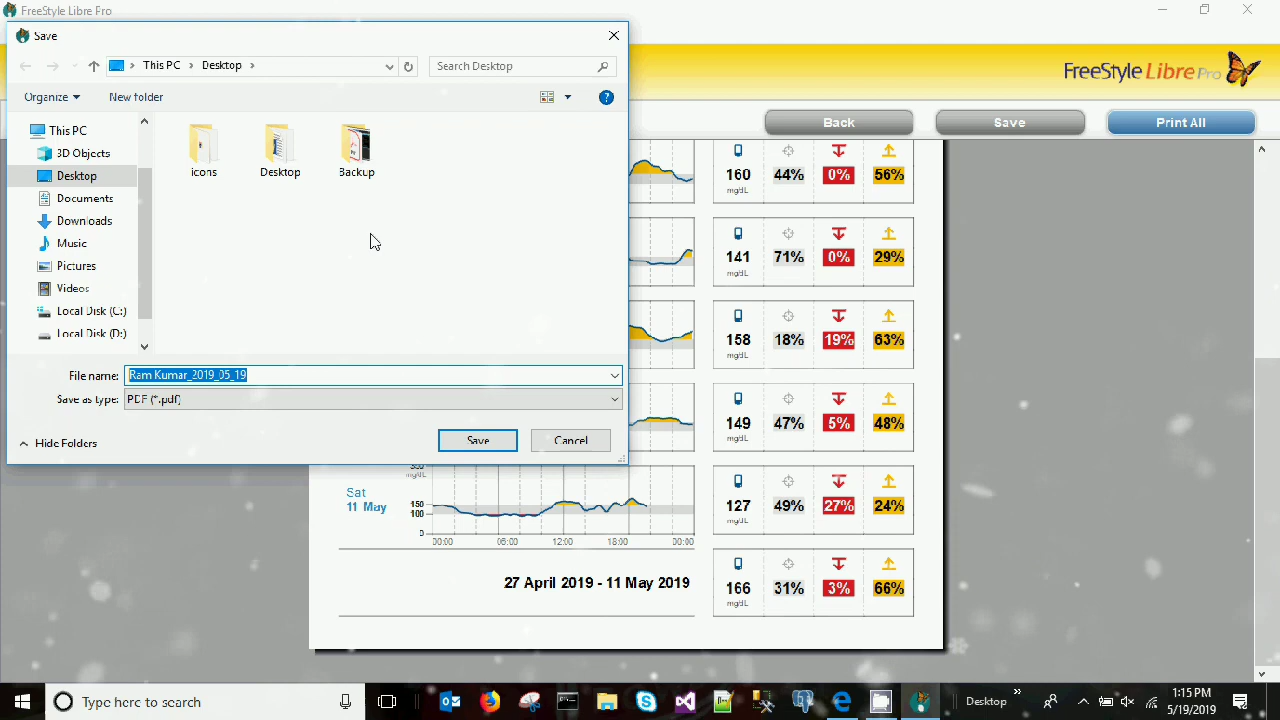 FreeStyle Libre Pro
Save
This PC > Desktop >
Search Desktop
Organize
New folder
This PC
3D Objects
Desktop
Documents
Downloads
Music
Pictures
Videos
Local Disk (C:)
Local Disk (D:)
icons
Desktop
Backup
File name:
Ram Kumar_2019_05_19
Save as type:
PDF (*.pdf)
Hide Folders
Save
Cancel
FreeStyle Libre Pro
Back
Save
Print All
160 44% 0% 56%
mg/dL
141 71% 0% 29%
mg/dL
158 18% 19% 63%
mg/dL
149 47% 5% 48%
mg/dL
350
mg/dL
Sat
11 May
150
100
0
00:00 06:00 12:00 18:00 00:00
127 49% 27% 24%
mg/dL
27 April 2019 - 11 May 2019
166 31% 3% 66%
mg/dL
Type here to search
Desktop
1:15 PM
5/19/2019